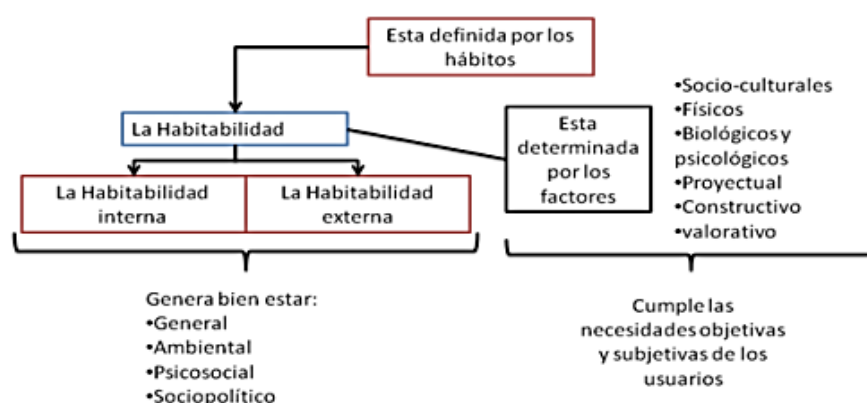 Esta definida por los
hábitos
La Habitabilidad
La Habitabilidad
interna
La Habitabilidad
externa
Esta
determinada
por los
factores
•Socio-culturales
•Físicos
•Biológicos y
psicológicos
•Proyectual
•Constructivo
•valorativo
Genera bien estar:
•General
•Ambiental
•Psicosocial
•Sociopolítico
Cumple las
necesidades objetivas
y subjetivas de los
usuarios